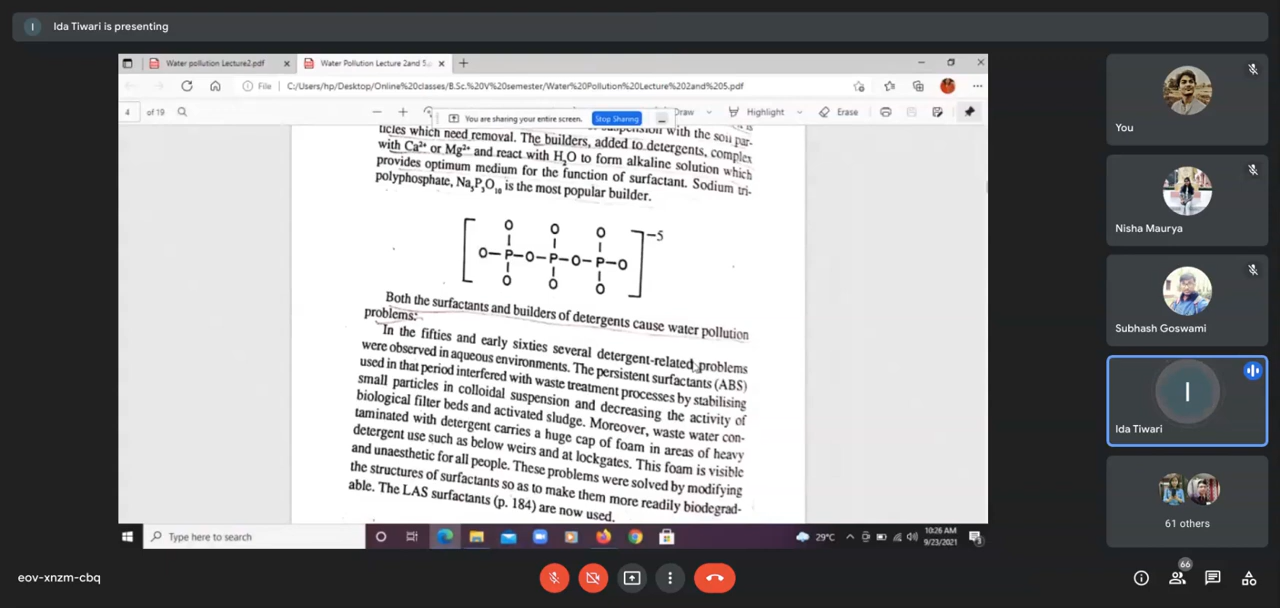 Ida Tiwari is presenting
Water pollution Lecture2.pdf
Water Pollution Lecture 2and 5.
File
C:/Users/hp/Desktop/Online%20classes/B.Sc.%20V%20semester/Water%20Pollution%20Lecture%202and%205.pdf
4 of 19
You are sharing your entire screen.
Stop Sharing
Draw
Highlight
Erase
suspension with the soil par-
ticles which need removal. The builders, added to detergents, complex
with Ca²⁺ or Mg²⁺ and react with H₂O to form alkaline solution which
provides optimum medium for the function of surfactant. Sodium tri-
polyphosphate, Na₅P₃O₁₀ is the most popular builder.
O O O
O–P–O–P–O–P–O
O O O
−5
Both the surfactants and builders of detergents cause water pollution
problems:
In the fifties and early sixties several detergent-related problems
were observed in aqueous environments. The persistent surfactants (ABS)
used in that period interfered with waste treatment processes by stabilising
small particles in colloidal suspension and decreasing the activity of
biological filter beds and activated sludge. Moreover, waste water con-
taminated with detergent carries a huge cap of foam in areas of heavy
detergent use such as below weirs and at lockgates. This foam is visible
and unaesthetic for all people. These problems were solved by modifying
the structures of surfactants so as to make them more readily biodegrad-
able. The LAS surfactants (p. 184) are now used.
Type here to search
29°C
10:26 AM
9/23/2021
You
Nisha Maurya
Subhash Goswami
I
Ida Tiwari
61 others
eov-xnzm-cbq
66